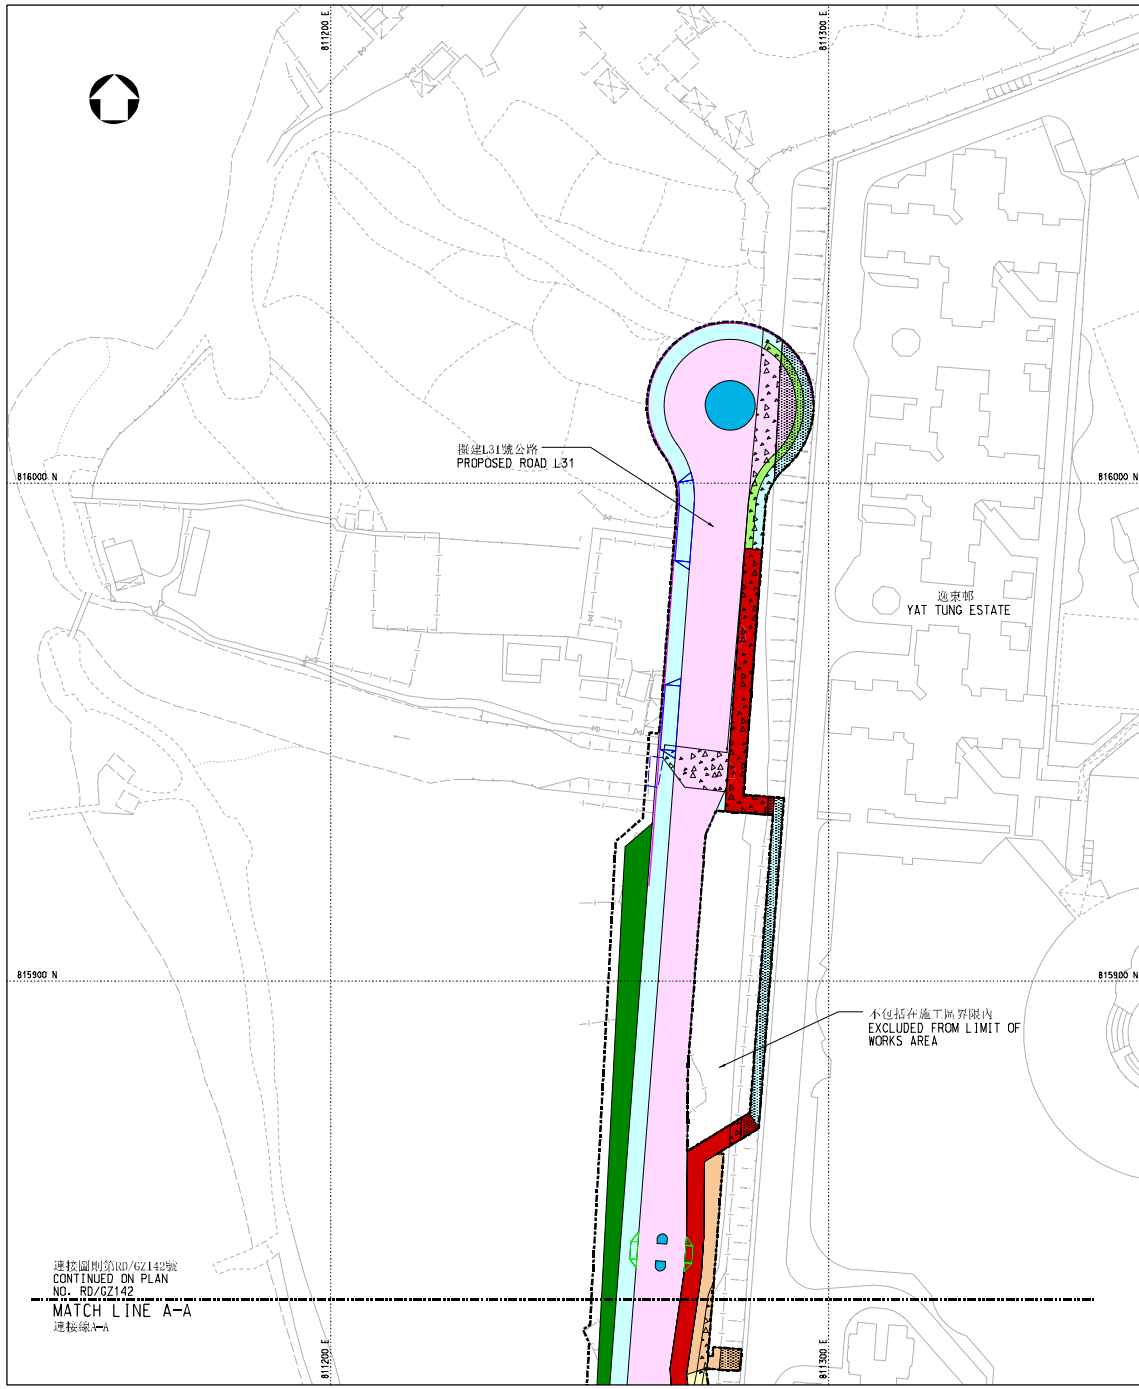 811200 E
811300 E
擬建L31號公路
PROPOSED ROAD L31
816000 N
816000 N
逸東邨
YAT TUNG ESTATE
815900 N
815900 N
不包括在施工區界限內
EXCLUDED FROM LIMIT OF
WORKS AREA
連接圖則第RD/GZ142號
CONTINUED ON PLAN
NO. RD/GZ142
MATCH LINE A-A
連接線A-A
811200 E
811300 E